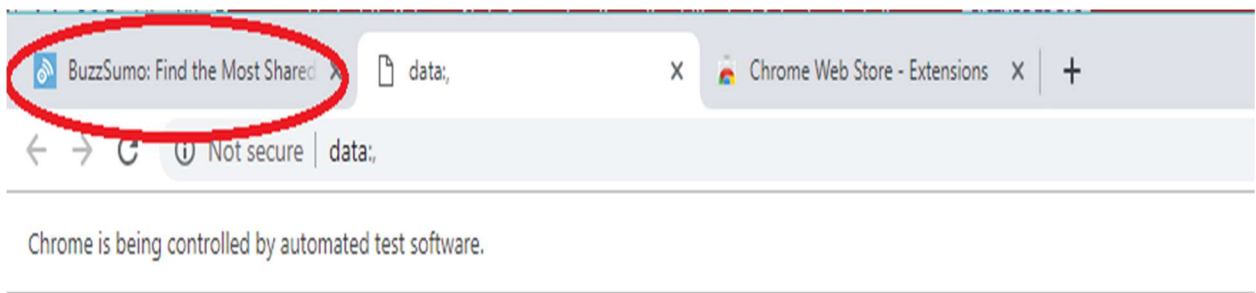 BuzzSumo: Find the Most Shared data:, Chrome Web Store - Extensions
Not secure data:,
Chrome is being controlled by automated test software.